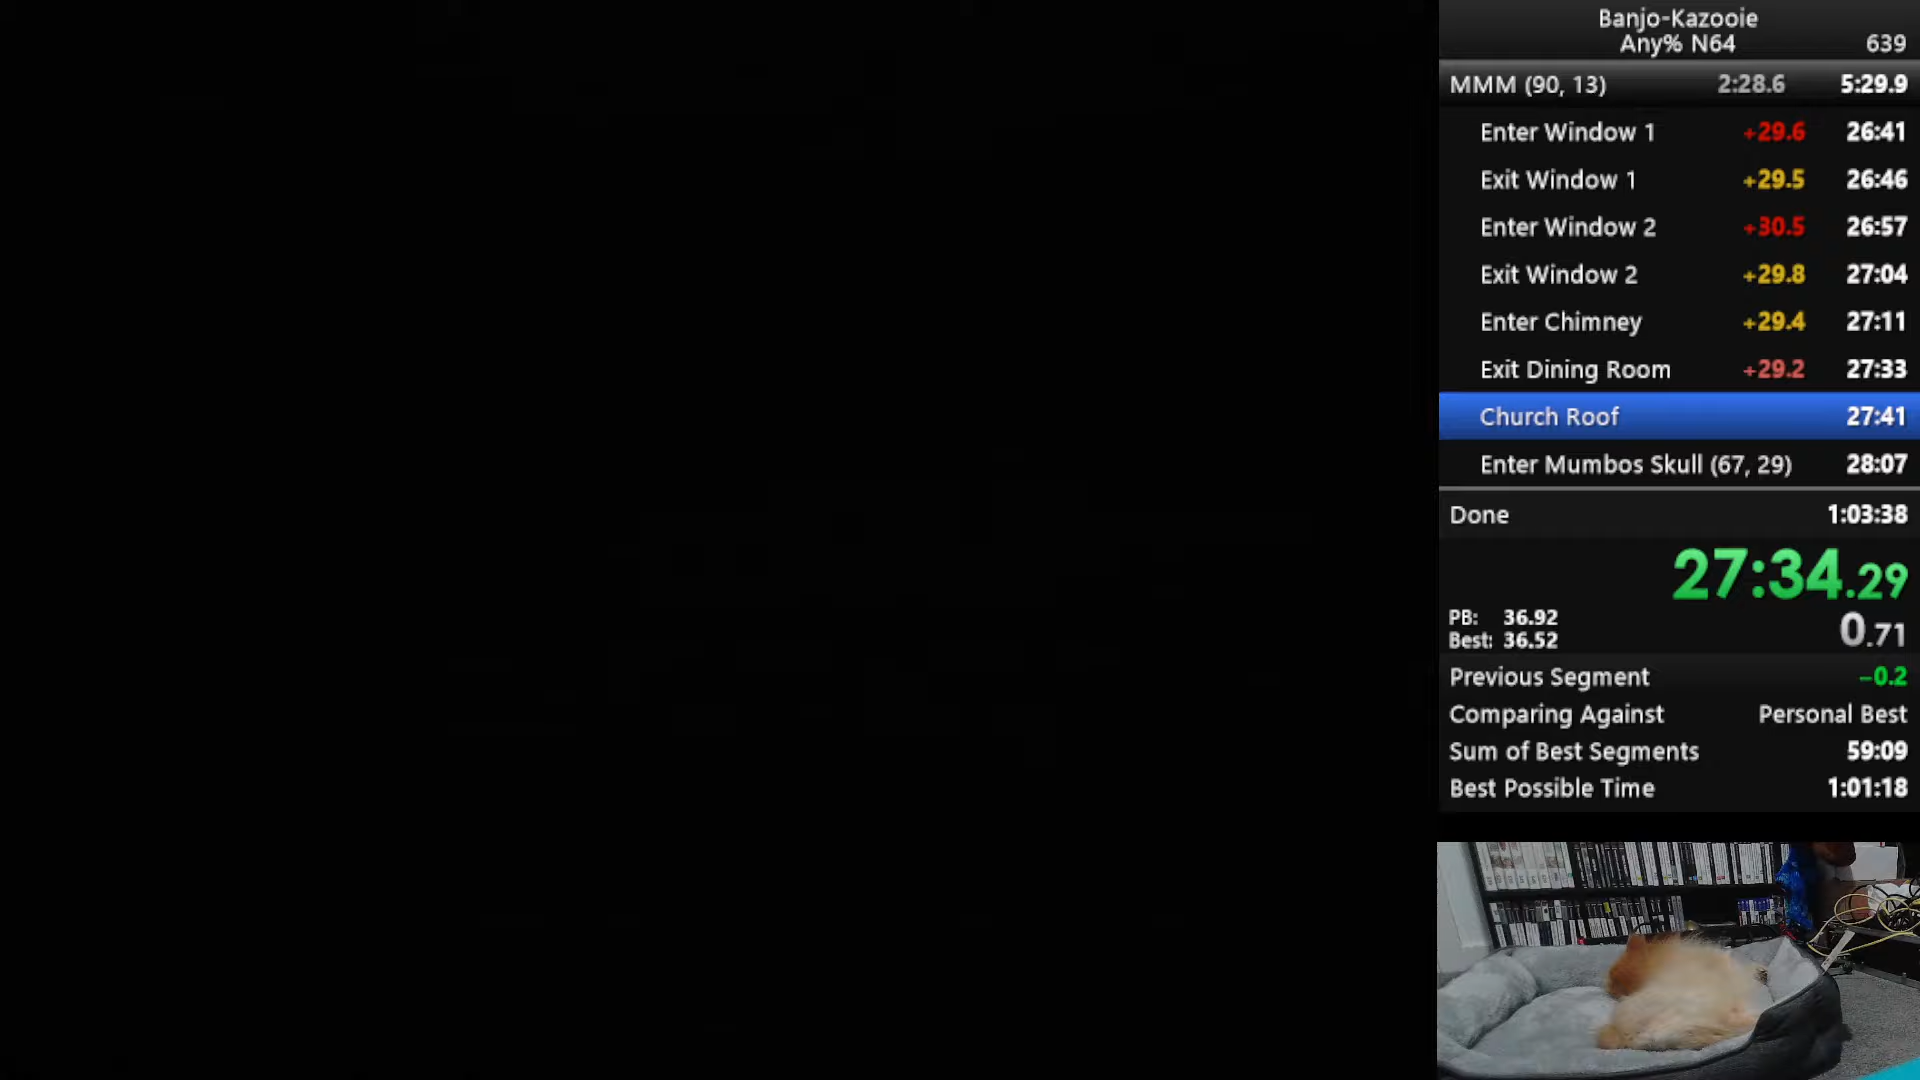 Banjo-Kazooie
Any% N64 639
MMM (90, 13) 2:28.6 5:29.9
Enter Window 1 +29.6 26:41
Exit Window 1 +29.5 26:46
Enter Window 2 +30.5 26:57
Exit Window 2 +29.8 27:04
Enter Chimney +29.4 27:11
Exit Dining Room +29.2 27:33
Church Roof 27:41
Enter Mumbos Skull (67, 29) 28:07
Done 1:03:38
27:34.29
PB: 36.92 0.71
Best: 36.52
Previous Segment -0.2
Comparing Against Personal Best
Sum of Best Segments 59:09
Best Possible Time 1:01:18